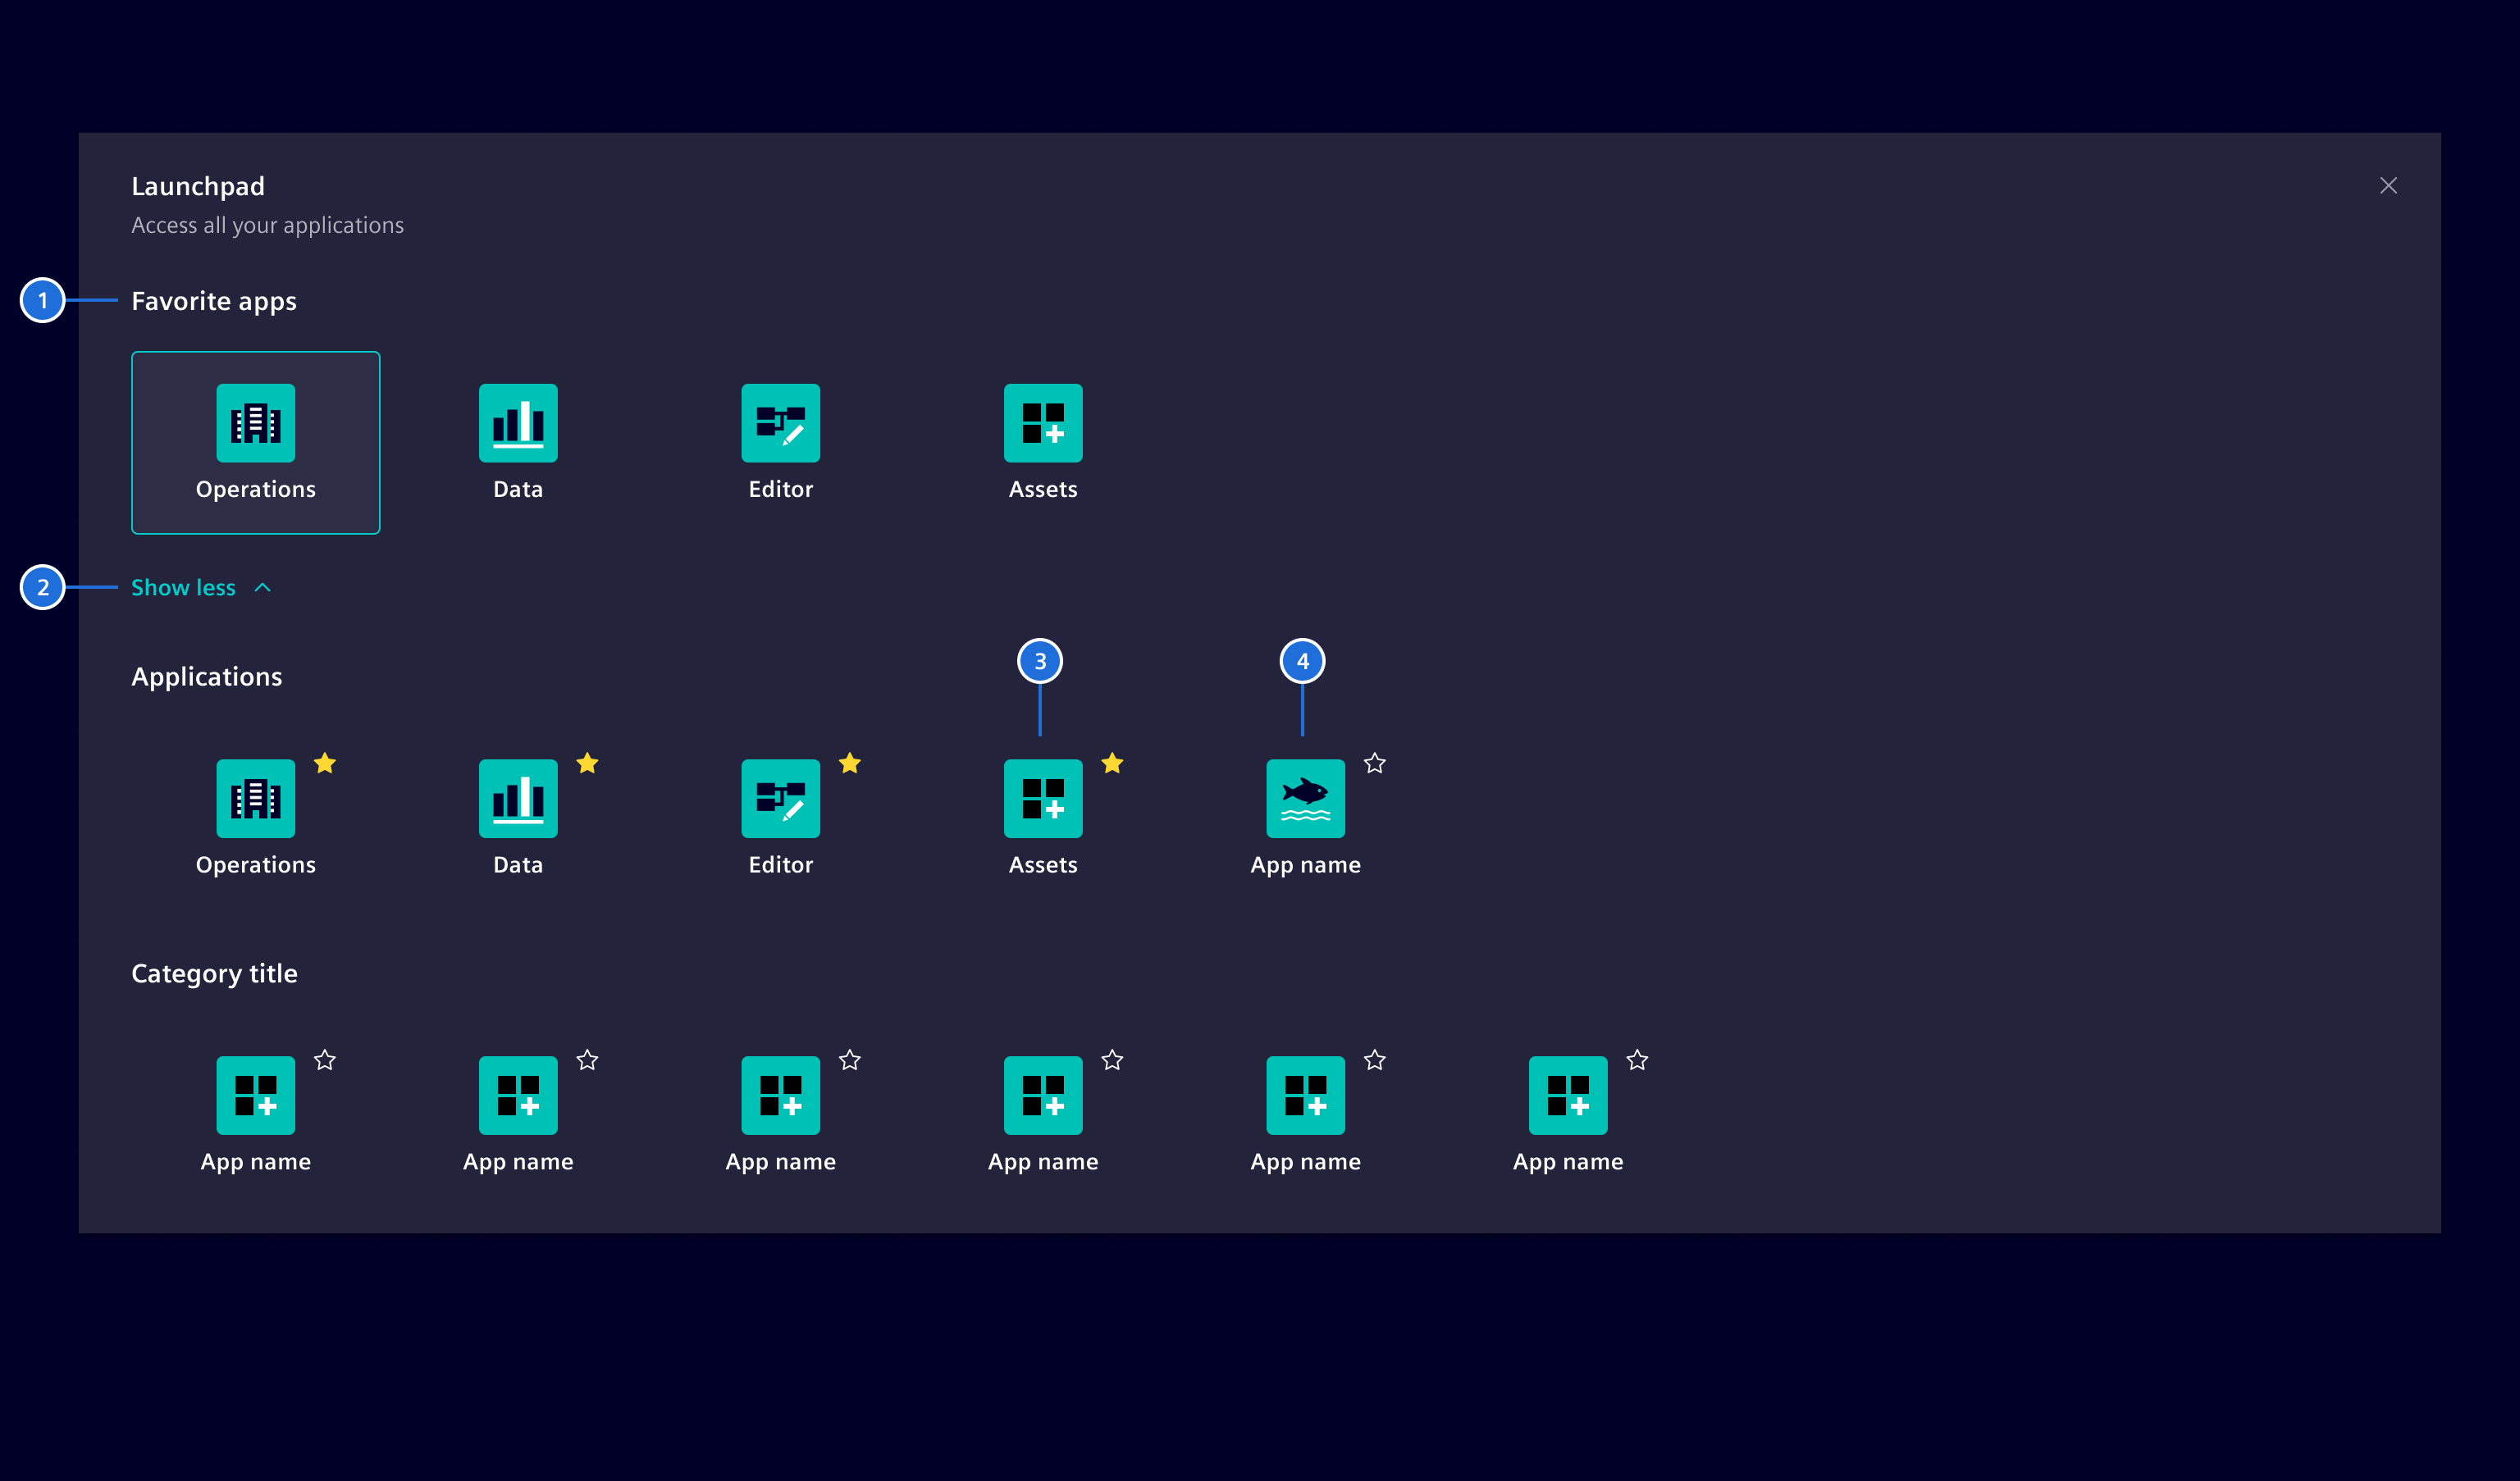 Launchpad
Access all your applications
1
Favorite apps
Operations
Data
Editor
Assets
2
Show less
3
4
Applications
Operations
Data
Editor
Assets
App name
Category title
App name
App name
App name
App name
App name
App name